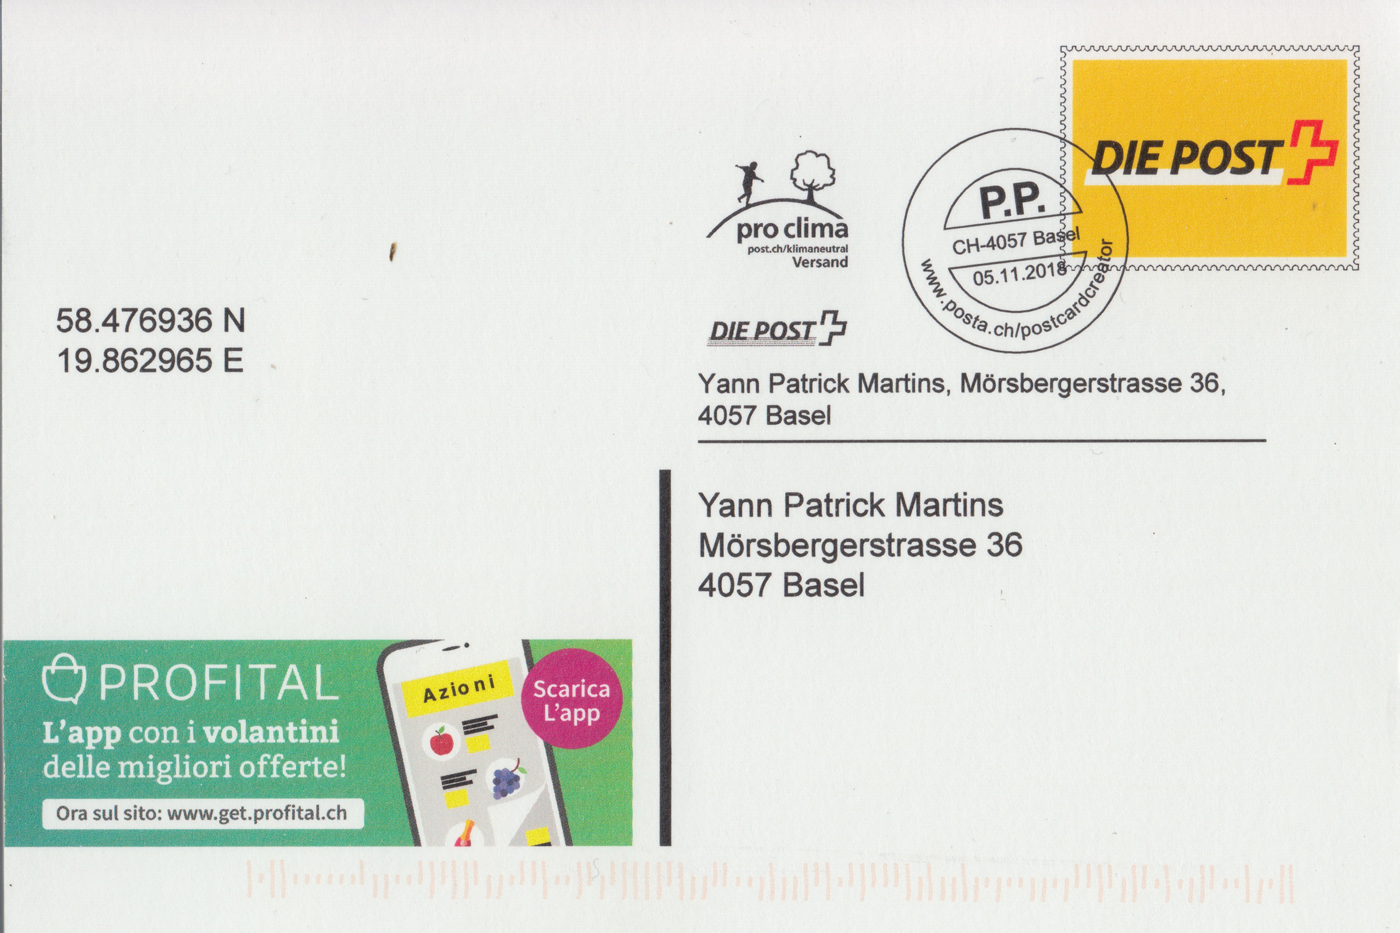 58.476936 N
19.862965 E
DIE POST
P.P.
CH-4057 Basel
05.11.2018
www.posta.ch/postcardcreator
pro clima
post.ch/klimaneutral
Versand
DIE POST
Yann Patrick Martins, Mörsbergerstrasse 36,
4057 Basel
Yann Patrick Martins
Mörsbergerstrasse 36
4057 Basel
PROFITAL
L'app con i volantini
delle migliori offerte!
Ora sul sito: www.get.profital.ch
Azioni
Scarica
L'app